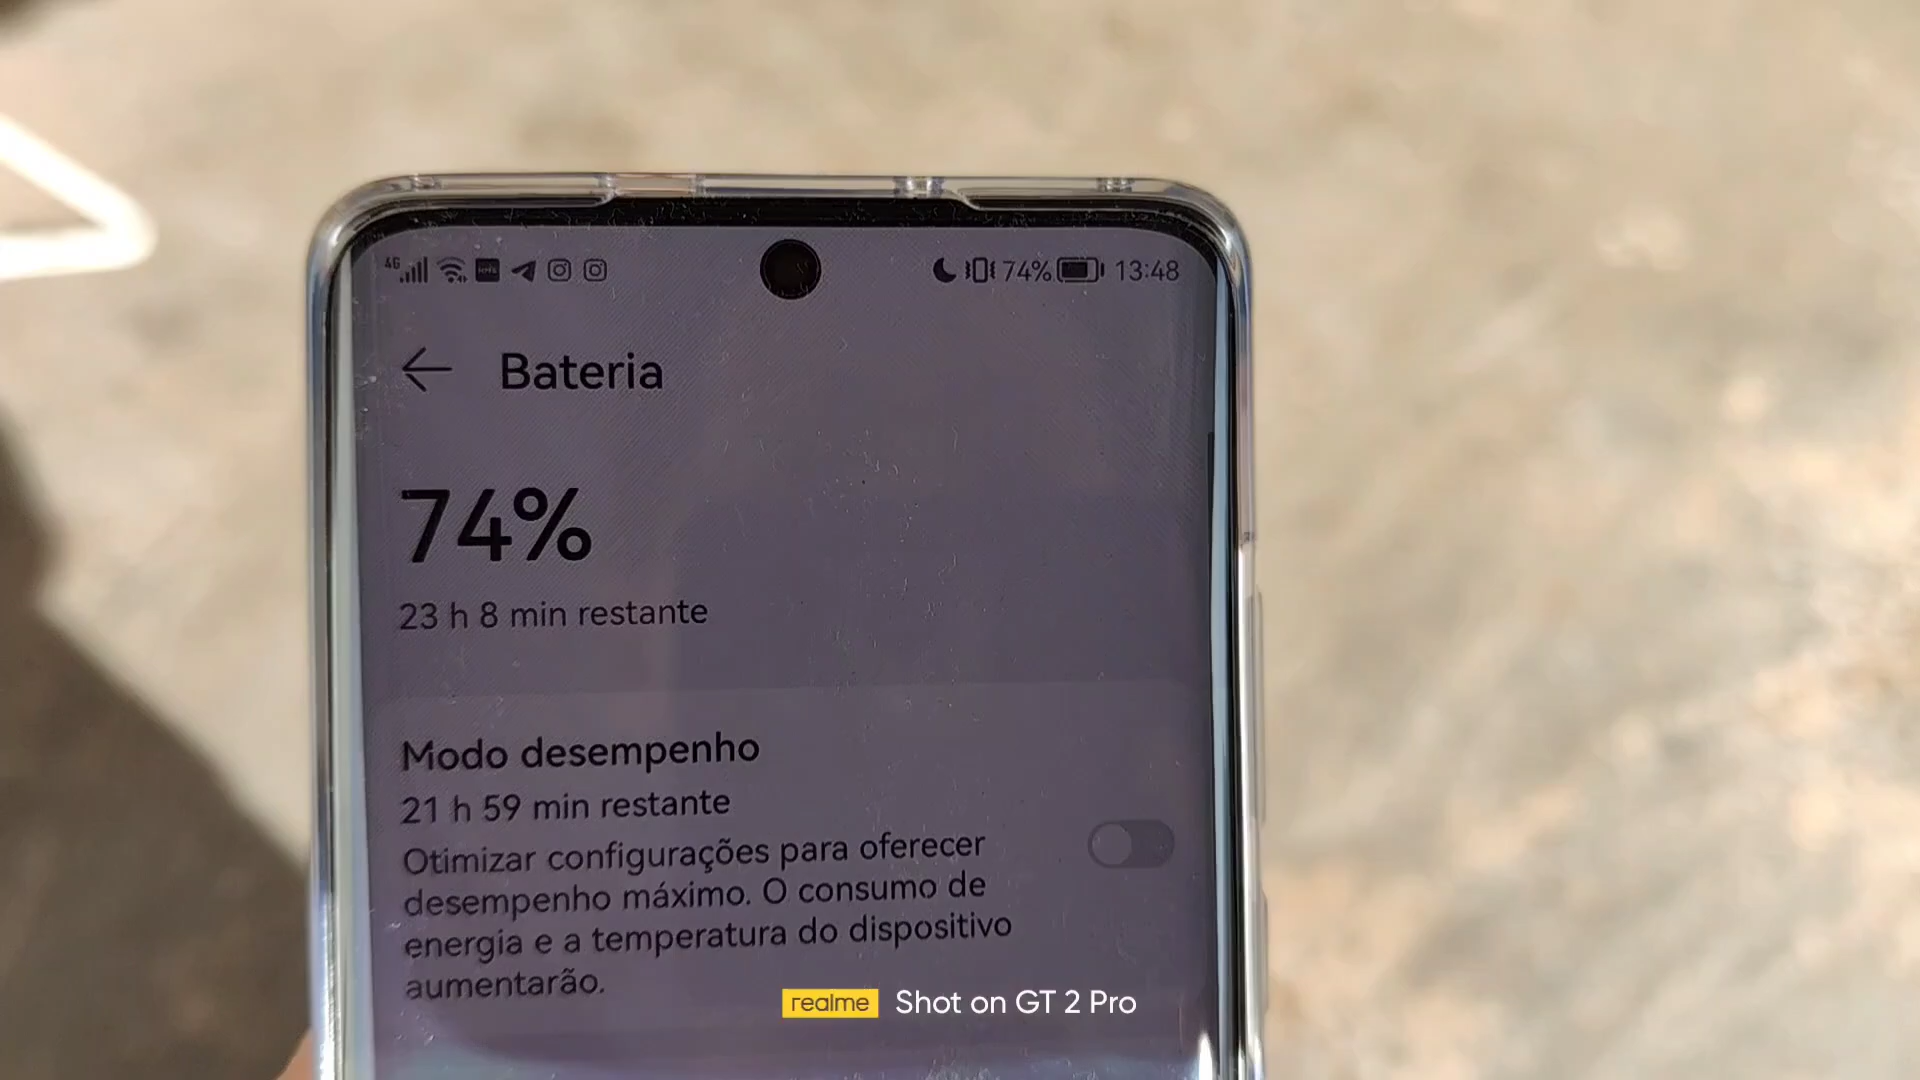 4G 74% 13:48
Bateria
74%
23 h 8 min restante
Modo desempenho
21 h 59 min restante
Otimizar configurações para oferecer
desempenho máximo. O consumo de
energia e a temperatura do dispositivo
aumentarão.
realme Shot on GT 2 Pro